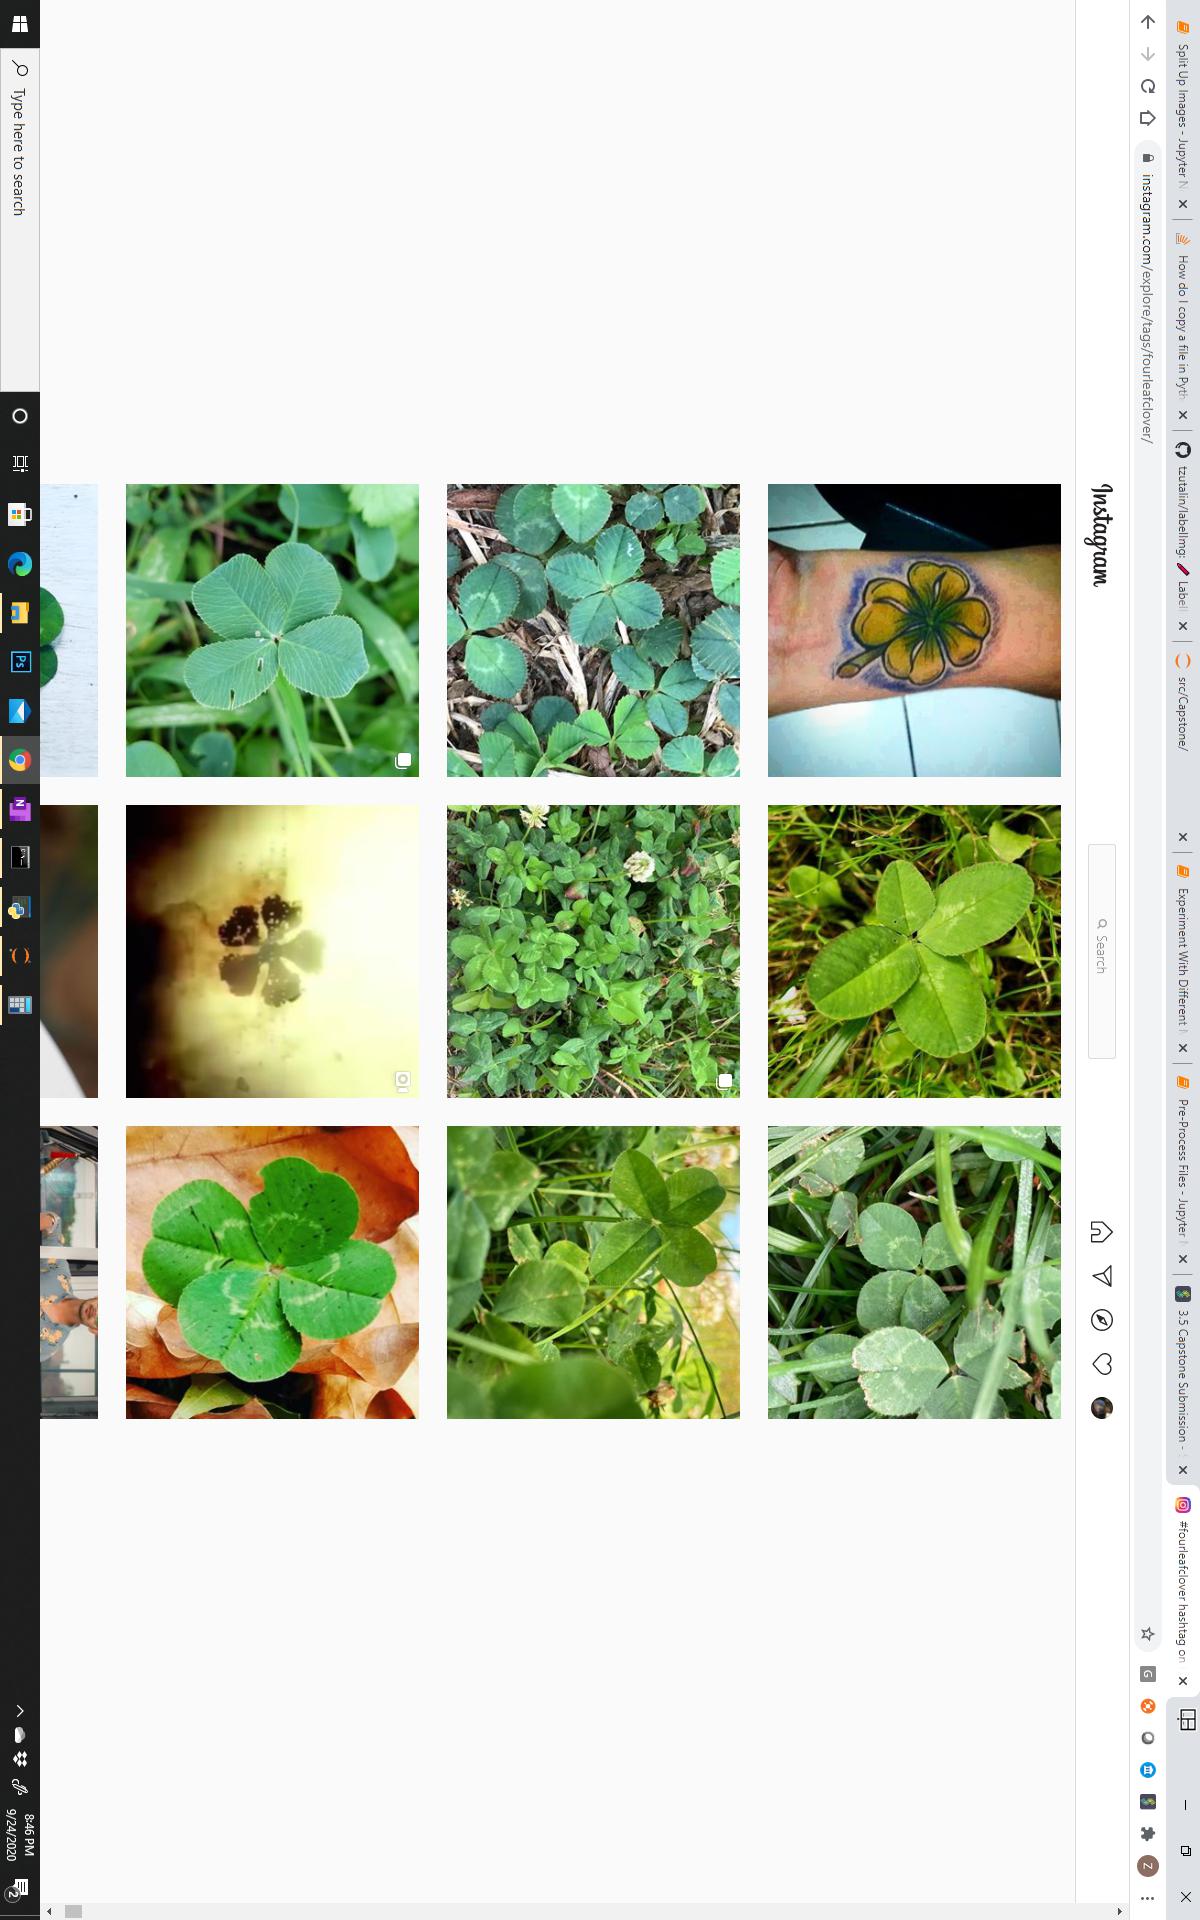 Split Up Images - Jupyter N
How do I copy a file in Pyth
tzutalin/labelImg: Label
src/Capstone/
Experiment With Different
Pre-Process Files - Jupyter
3.5 Capstone Submission -
#fourleafclover hashtag on
instagram.com/explore/tags/fourleafclover/
G
Z
Instagram
Search
Type here to search
Ps
N
8:46 PM
9/24/2020
2